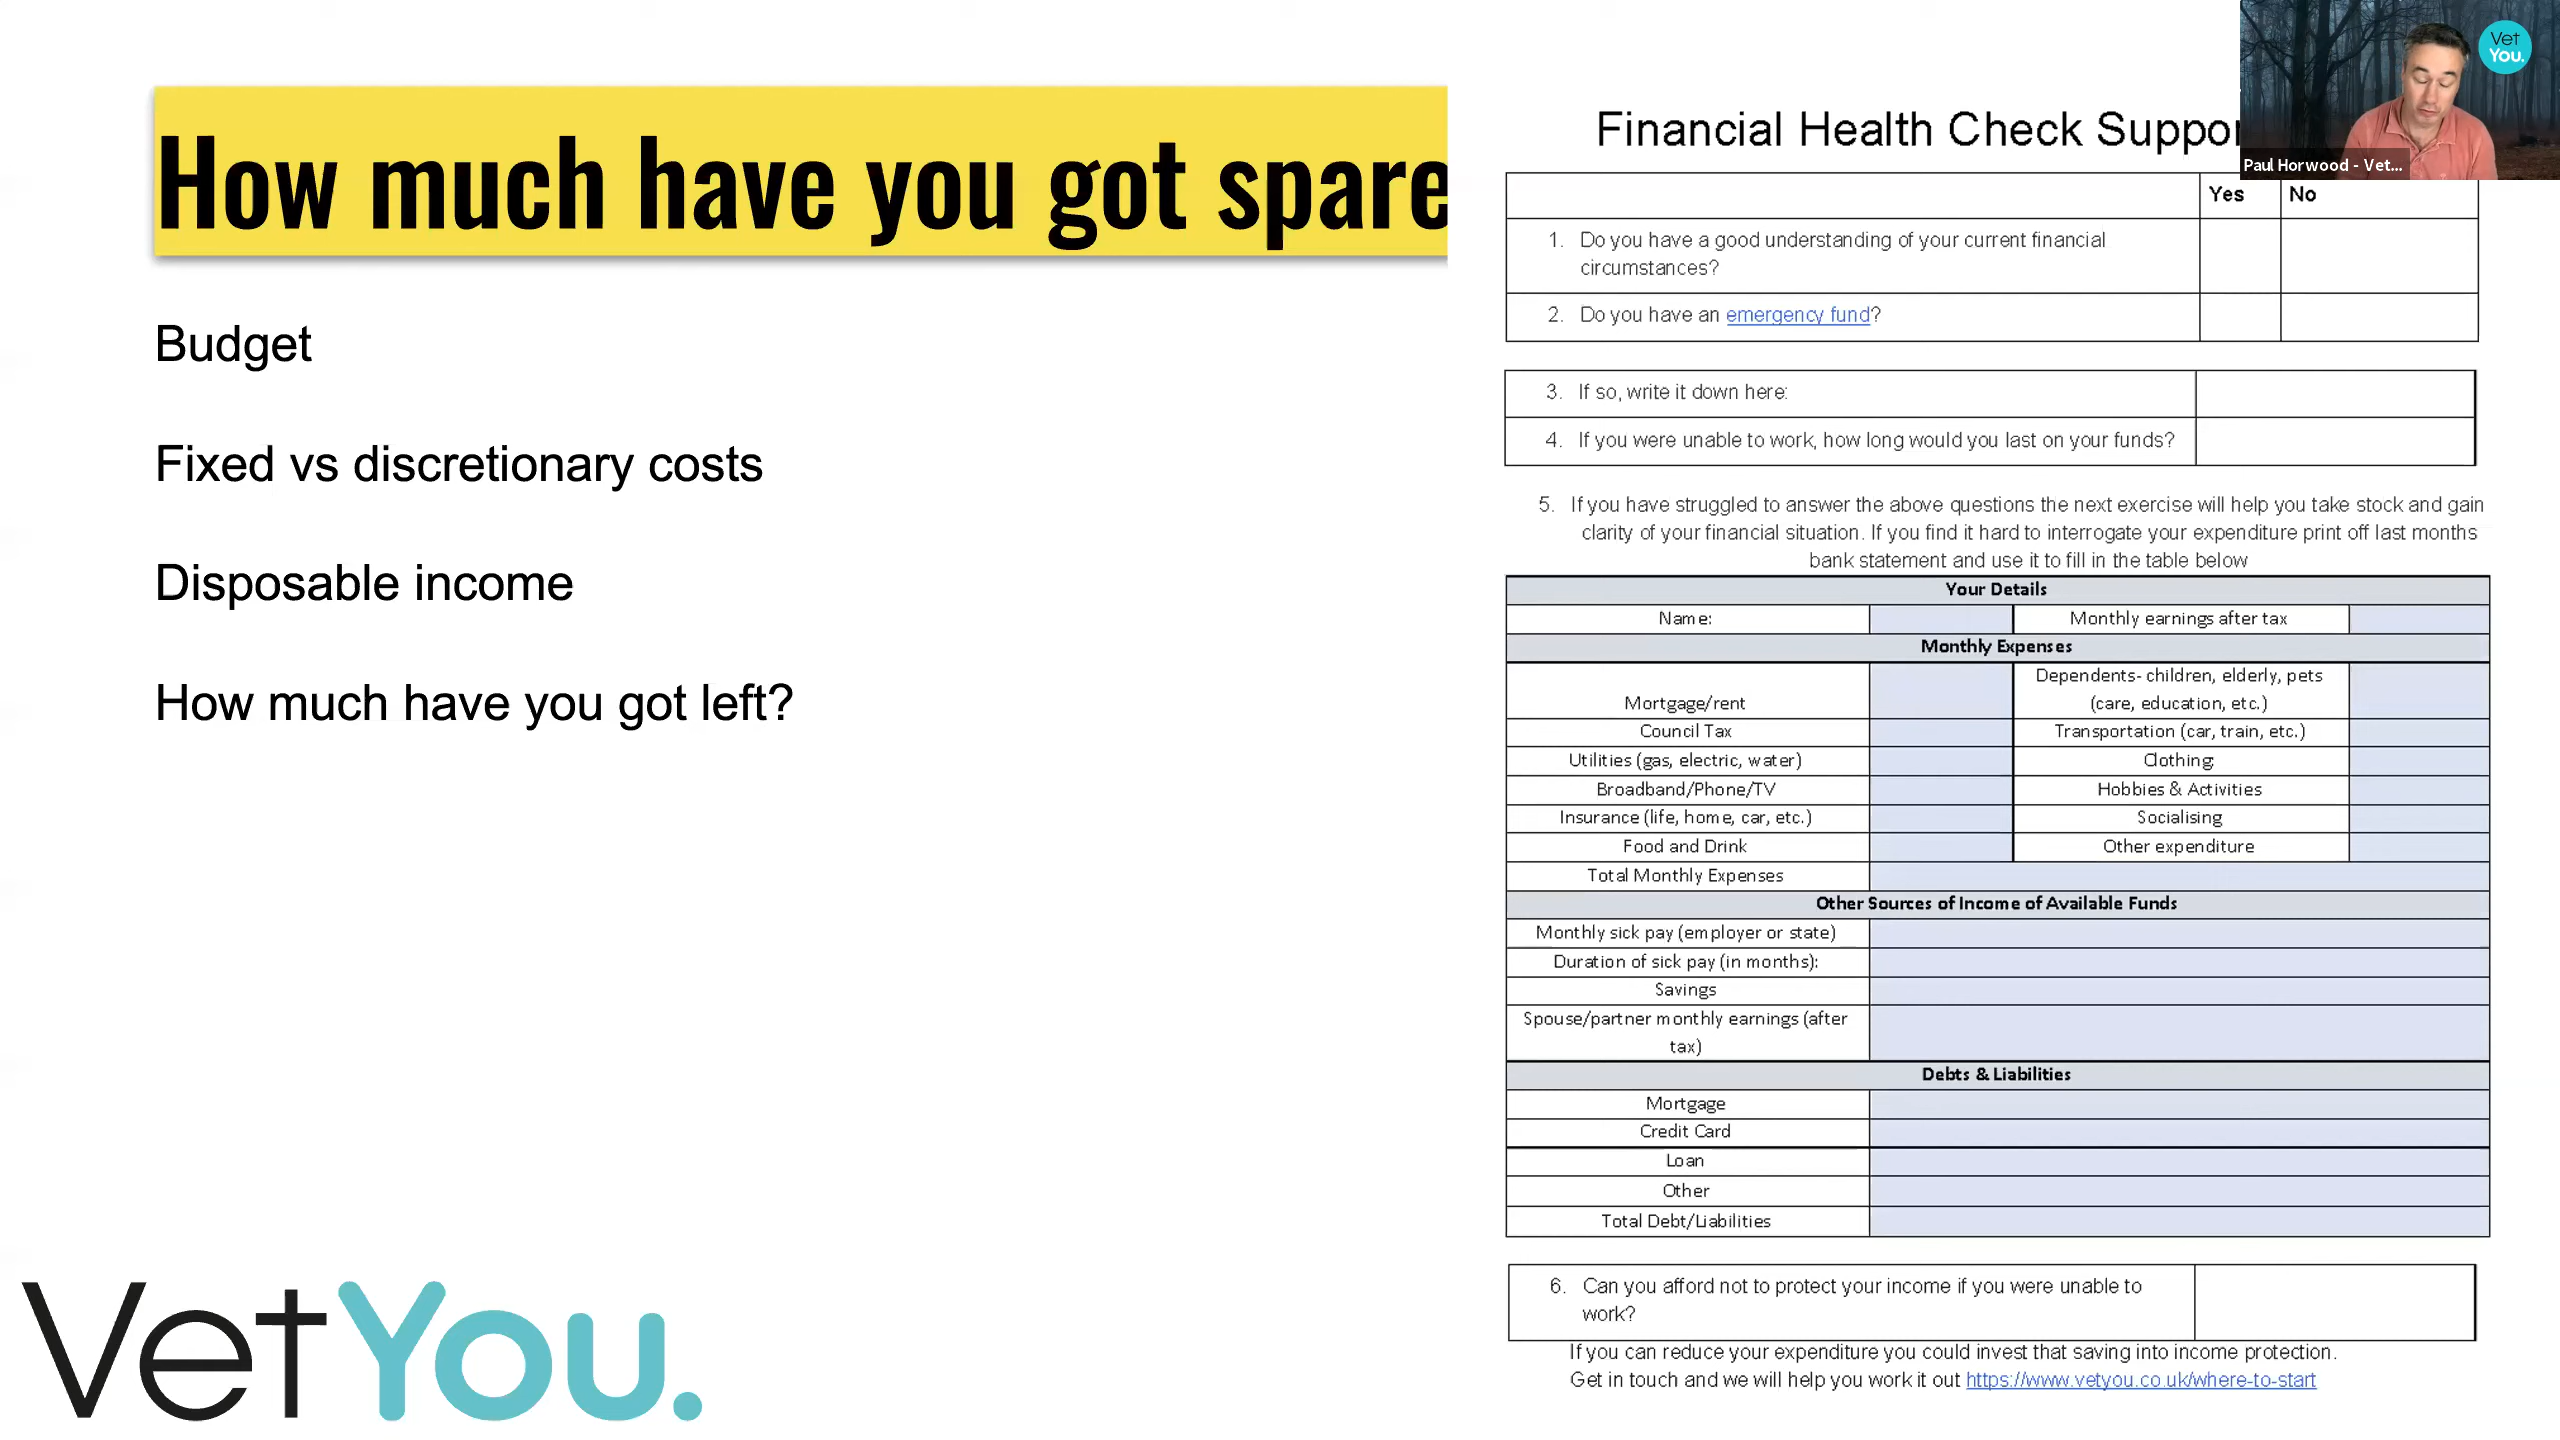 How much have you got spare
Budget
Fixed vs discretionary costs
Disposable income
How much have you got left?
VetYou.
Financial Health Check Suppor
Yes No
1. Do you have a good understanding of your current financial
circumstances?
2. Do you have an emergency fund?
3. If so, write it down here:
4. If you were unable to work, how long would you last on your funds?
5. If you have struggled to answer the above questions the next exercise will help you take stock and gain
clarity of your financial situation. If you find it hard to interrogate your expenditure print off last months
bank statement and use it to fill in the table below
Your Details
Name: Monthly earnings after tax
Monthly Expenses
Mortgage/rent Dependents- children, elderly, pets
(care, education, etc.)
Council Tax Transportation (car, train, etc.)
Utilities (gas, electric, water) Clothing
Broadband/Phone/TV Hobbies & Activities
Insurance (life, home, car, etc.) Socialising
Food and Drink Other expenditure
Total Monthly Expenses
Other Sources of Income of Available Funds
Monthly sick pay (employer or state)
Duration of sick pay (in months):
Savings
Spouse/partner monthly earnings (after
tax)
Debts & Liabilities
Mortgage
Credit Card
Loan
Other
Total Debt/Liabilities
6. Can you afford not to protect your income if you were unable to
work?
If you can reduce your expenditure you could invest that saving into income protection.
Get in touch and we will help you work it out https://www.vetyou.co.uk/where-to-start
Vet
You.
Paul Horwood - Vet...